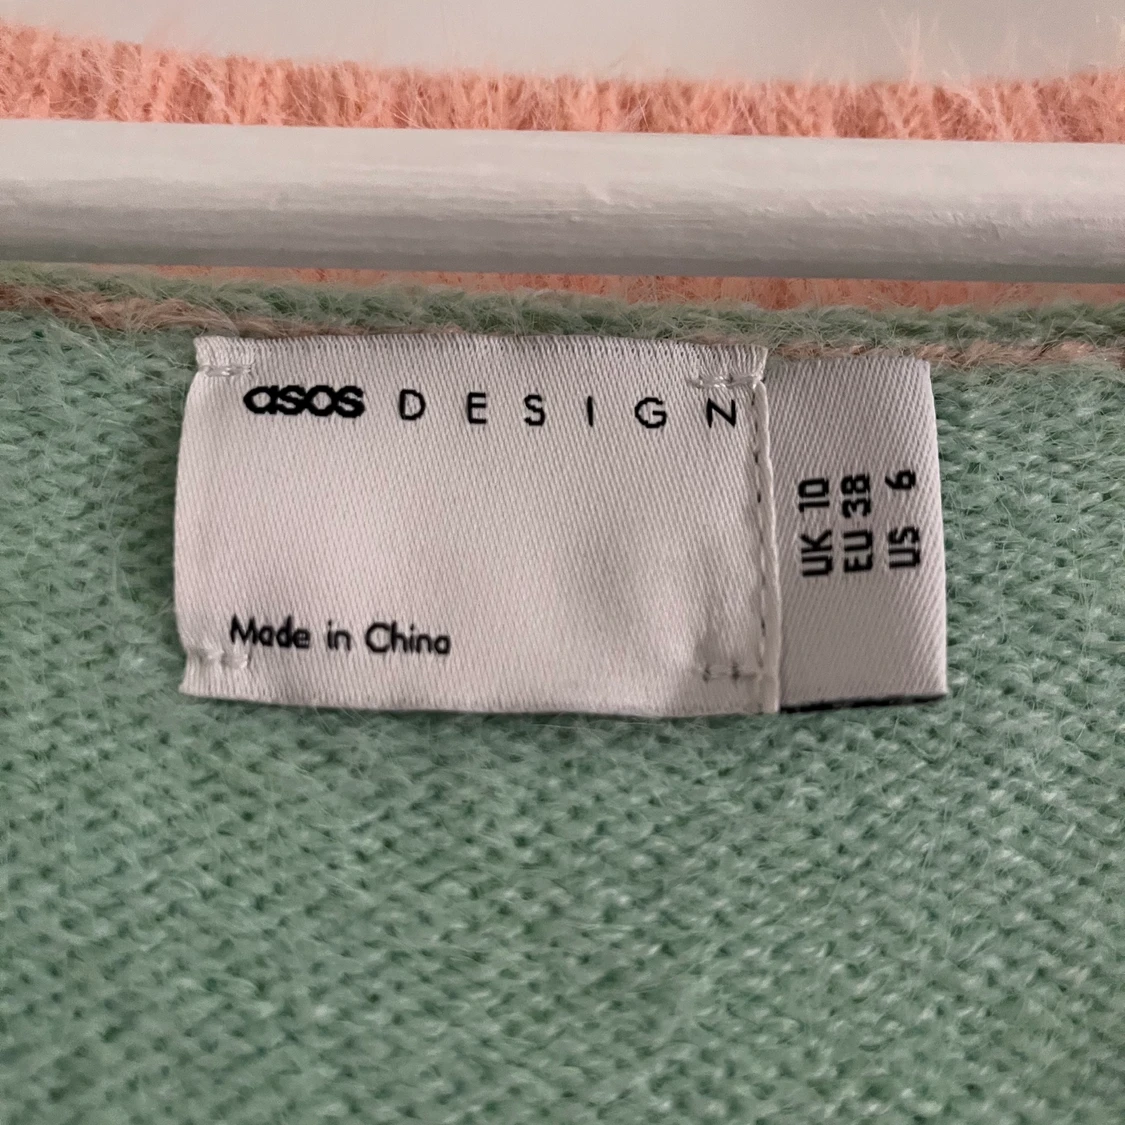 asos DESIGN
Made in China
UK 10
EU 38
US 6